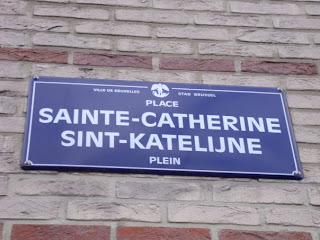 VILLE DE BRUXELLES STAD BRUSSEL
PLACE
SAINTE-CATHERINE
SINT-KATELIJNE
PLEIN